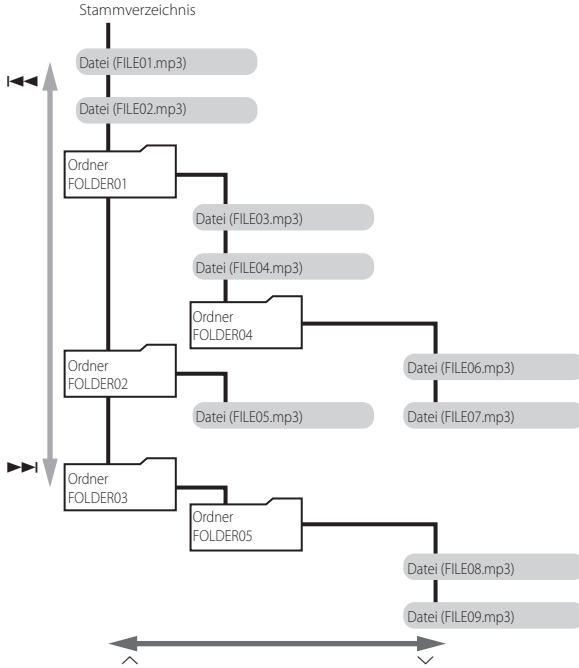 Stammverzeichnis
Datei (FILE01.mp3)
Datei (FILE02.mp3)
Ordner
FOLDER01
Datei (FILE03.mp3)
Datei (FILE04.mp3)
Ordner
FOLDER04
Datei (FILE06.mp3)
Datei (FILE07.mp3)
Ordner
FOLDER02
Datei (FILE05.mp3)
Ordner
FOLDER03
Ordner
FOLDER05
Datei (FILE08.mp3)
Datei (FILE09.mp3)